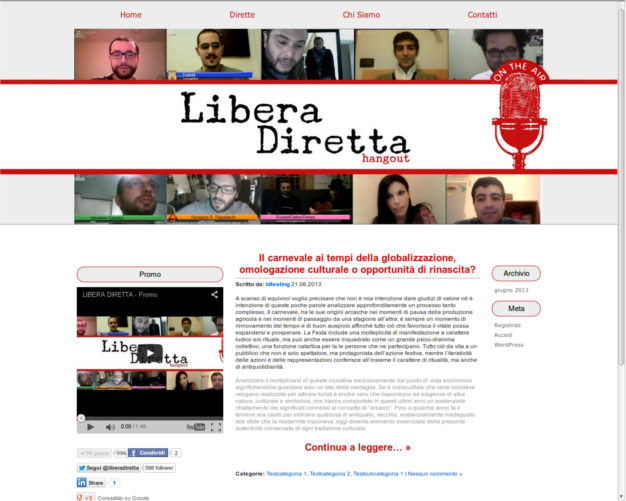 Home Dirette Chi Siamo Contatti
ON THE AIR
Libera
Diretta
hangout
Promo
LIBERA DIRETTA - Promo
Libera
0:00
YouTube
Mi piace 996 Condividi 2
Segui @liberadiretta 596 follower
Share 1
+1 Consiglialo su Google
Il carnevale ai tempi della globalizzazione,
omologazione culturale o opportunità di rinascita?
Scritto da: ldtesting 21.06.2013
A scanso di equivoci voglio precisare che non è mia intenzione dare giudizi di valore né è
intenzione di queste poche parole analizzare approfonditamente un processo tanto
complesso. Il carnevale, ha le sue origini arcaiche nei momenti di pausa della produzione
agricola e nei momenti di passaggio da una stagione all'altra, è sempre un momento di
rinnovamento del tempo e di buon auspicio affinché tutto ciò che favorisca il vitale possa
espandersi e prosperare. La Festa include una molteplicità di manifestazione a carattere
ludico e/o rituale, ma può anche essere inquadrato come un grande psico-dramma
collettivo, una funzione catartica per la le persone che ne partecipano. Tutto ciò da vita a un
pubblico che non è solo spettatore, ma protagonista dell'azione festiva, mentre l'iteratività
delle azioni e delle rappresentazioni conferisce all'insieme il carattere di ritualità, ma anche
di antiquotidianità.
Analizzare il moltiplicarsi di queste iniziative esclusivamente dal punto di vista economico
significherebbe guardare solo un lato della medaglia. Se è indiscutibile che certe iniziative
vengano realizzate per attirare turisti è anche vero che rispondono ad esigenze di altra
natura, culturale e simbolica, che hanno comportato in questi ultimi anni un sostanziale
ribaltamento dei significati connessi al concetto di "arcaico". Fino a qualche anno fa il
termine era usato per indicare qualcosa di antiquato, vecchio, sostanzialmente inadeguato
alle sfide che la modernità imponeva; oggi diventa elemento essenziale della presunta
autenticità conservata di ogni tradizione culturale.
Continua a leggere… »
Categorie: Testcategoria 1, Testcategoria 2, Testsubcategoria 1 | Nessun commento »
Archivio
giugno 2013
Meta
Registrati
Accedi
WordPress